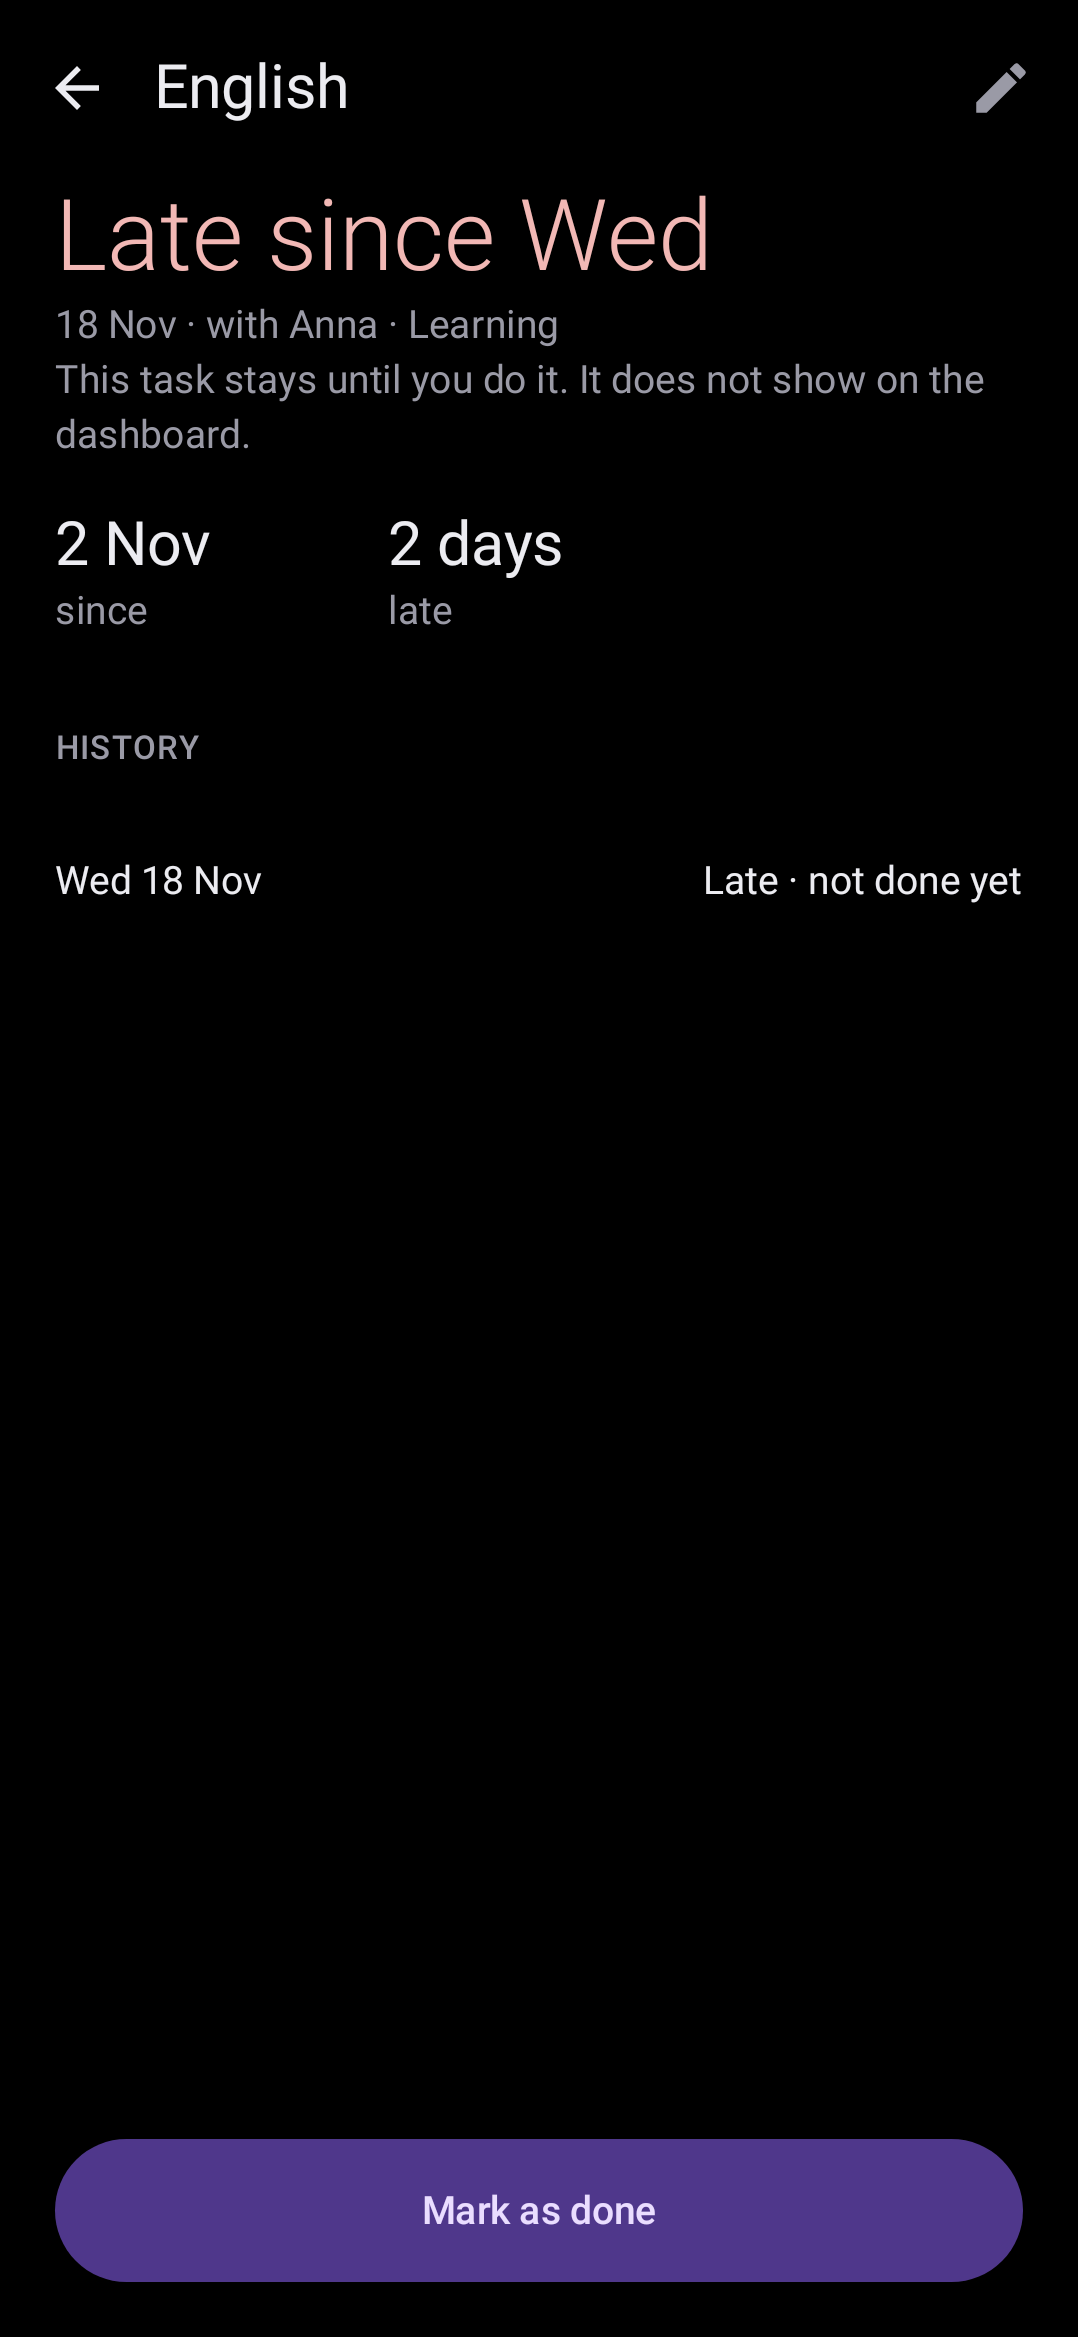 English
Late since Wed
18 Nov · with Anna · Learning
This task stays until you do it. It does not show on the
dashboard.
2 Nov
since
2 days
late
HISTORY
Wed 18 Nov
Late · not done yet
Mark as done